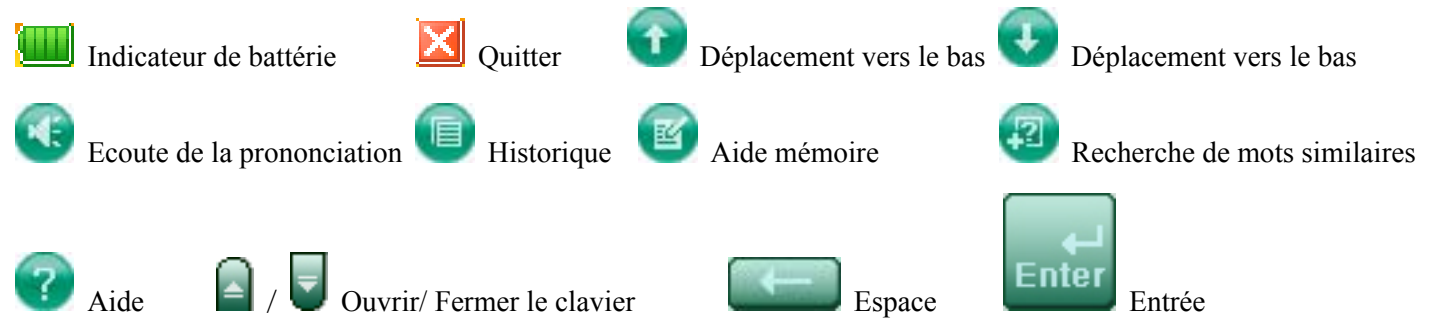 Indicateur de battérie Quitter Déplacement vers le bas Déplacement vers le bas
Ecoute de la prononciation Historique Aide mémoire Recherche de mots similaires
? Aide / Ouvrir/ Fermer le clavier Espace Enter Entrée